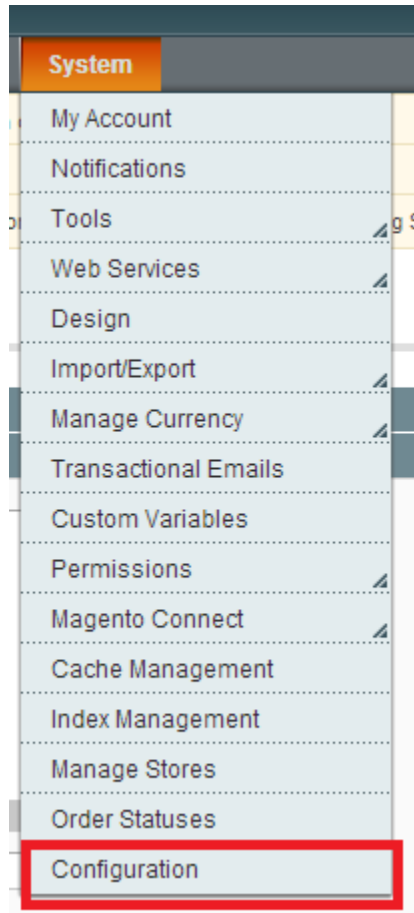 System
My Account
Notifications
Tools
g S
Web Services
Design
Import/Export
Manage Currency
Transactional Emails
Custom Variables
Permissions
Magento Connect
Cache Management
Index Management
Manage Stores
Order Statuses
Configuration